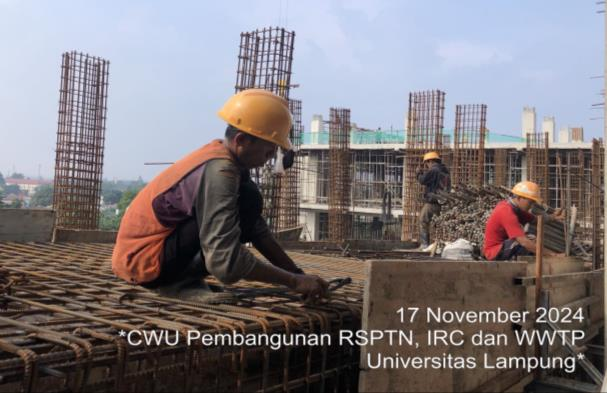 17 November 2024
*CWU Pembangunan RSPTN, IRC dan WWTP
Universitas Lampung*